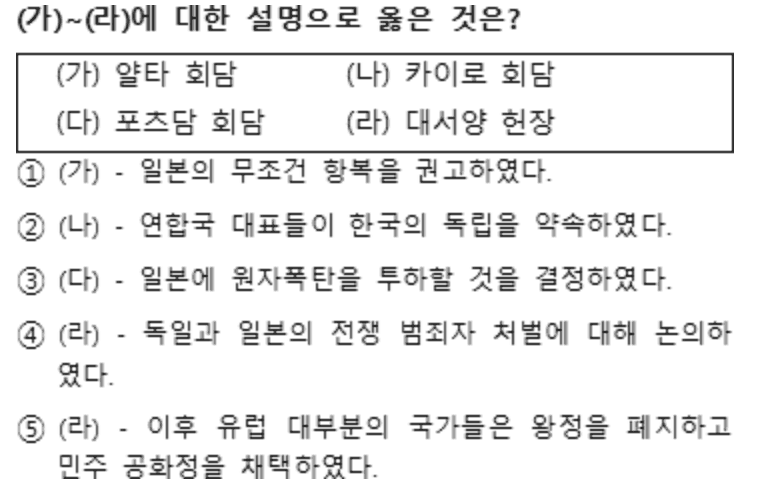 (가)~(라)에 대한 설명으로 옳은 것은?
(가) 얄타 회담 (나) 카이로 회담
(다) 포츠담 회담 (라) 대서양 헌장
① (가) - 일본의 무조건 항복을 권고하였다.
② (나) - 연합국 대표들이 한국의 독립을 약속하였다.
③ (다) - 일본에 원자폭탄을 투하할 것을 결정하였다.
④ (라) - 독일과 일본의 전쟁 범죄자 처벌에 대해 논의하
였다.
⑤ (라) - 이후 유럽 대부분의 국가들은 왕정을 폐지하고
민주 공화정을 채택하였다.